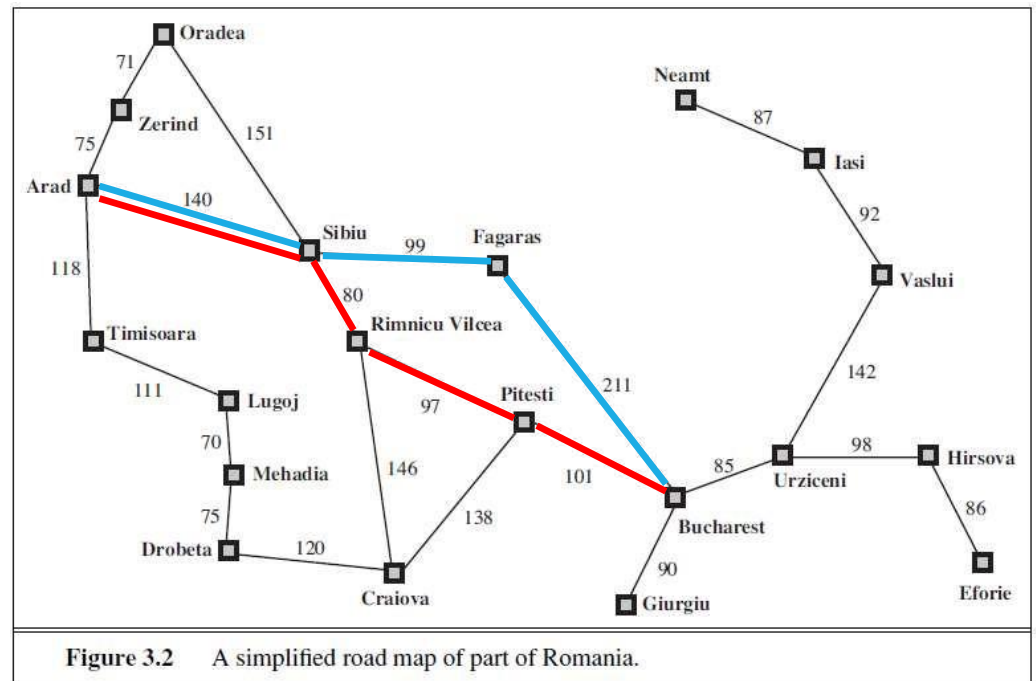 Oradea
71
Neamt
87
Zerind
75
151
Iasi
Arad
140
92
Sibiu
99
Fagaras
118
Vaslui
80
Timisoara
Rimnicu Vilcea
142
111
Lugoj
97
Pitesti
211
70
98
Hirsova
146
101
85
Mehadia
Urziceni
138
86
75
Bucharest
Drobeta
120
90
Craiova
Giurgiu
Eforie
Figure 3.2 A simplified road map of part of Romania.